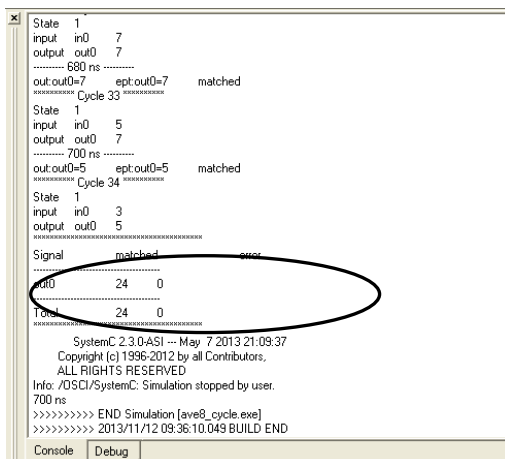 State 1
input in0 7
output out0 7
---------- 680 ns ----------
out:out0=7 ept:out0=7 matched
********** Cycle 33 **********
State 1
input in0 5
output out0 7
---------- 700 ns ----------
out:out0=5 ept:out0=5 matched
********** Cycle 34 **********
State 1
input in0 3
output out0 5
******************************************
Signal matched error
------------------------------------------
out0 24 0
------------------------------------------
Total 24 0
******************************************
SystemC 2.3.0-ASI --- May 7 2013 21:09:37
Copyright (c) 1996-2012 by all Contributors,
ALL RIGHTS RESERVED
Info: /OSCI/SystemC: Simulation stopped by user.
700 ns
>>>>>>>>>> END Simulation [ave8_cycle.exe]
>>>>>>>>>> 2013/11/12 09:36:10.049 BUILD END
Console Debug